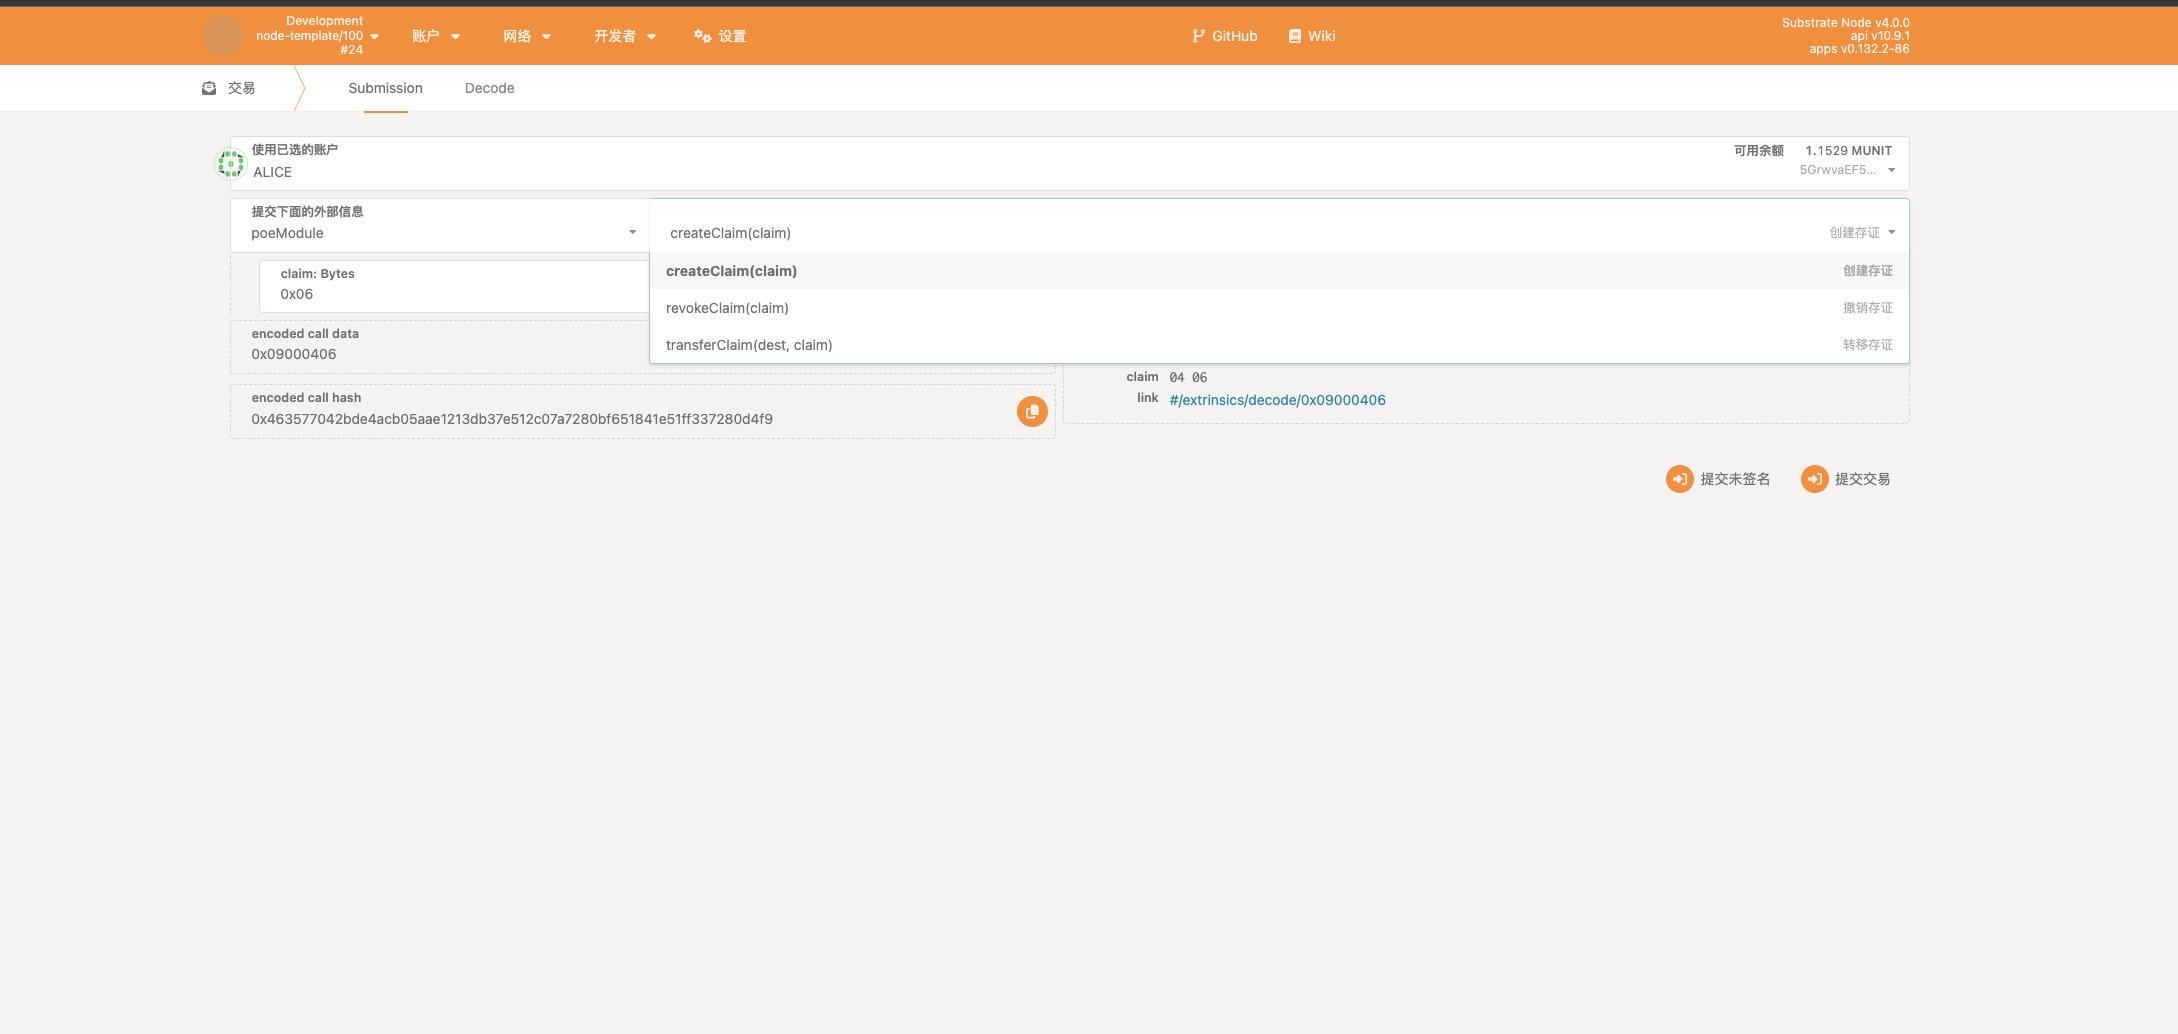 Development
node-template/100
#24
账户
网络
开发者
设置
GitHub
Wiki
Substrate Node v4.0.0
api v10.9.1
apps v0.132.2-86
交易
Submission
Decode
使用已选的账户
ALICE
可用余额 1.1529 MUNIT
5GrwvaEF5...
提交下面的外部信息
poeModule
createClaim(claim) 创建存证
createClaim(claim) 创建存证
revokeClaim(claim) 撤销存证
transferClaim(dest, claim) 转移存证
claim: Bytes
0x06
encoded call data
0x09000406
encoded call hash
0x463577042bde4acb05aae1213db37e512c07a7280bf651841e51ff337280d4f9
claim 04 06
link #/extrinsics/decode/0x09000406
提交未签名
提交交易